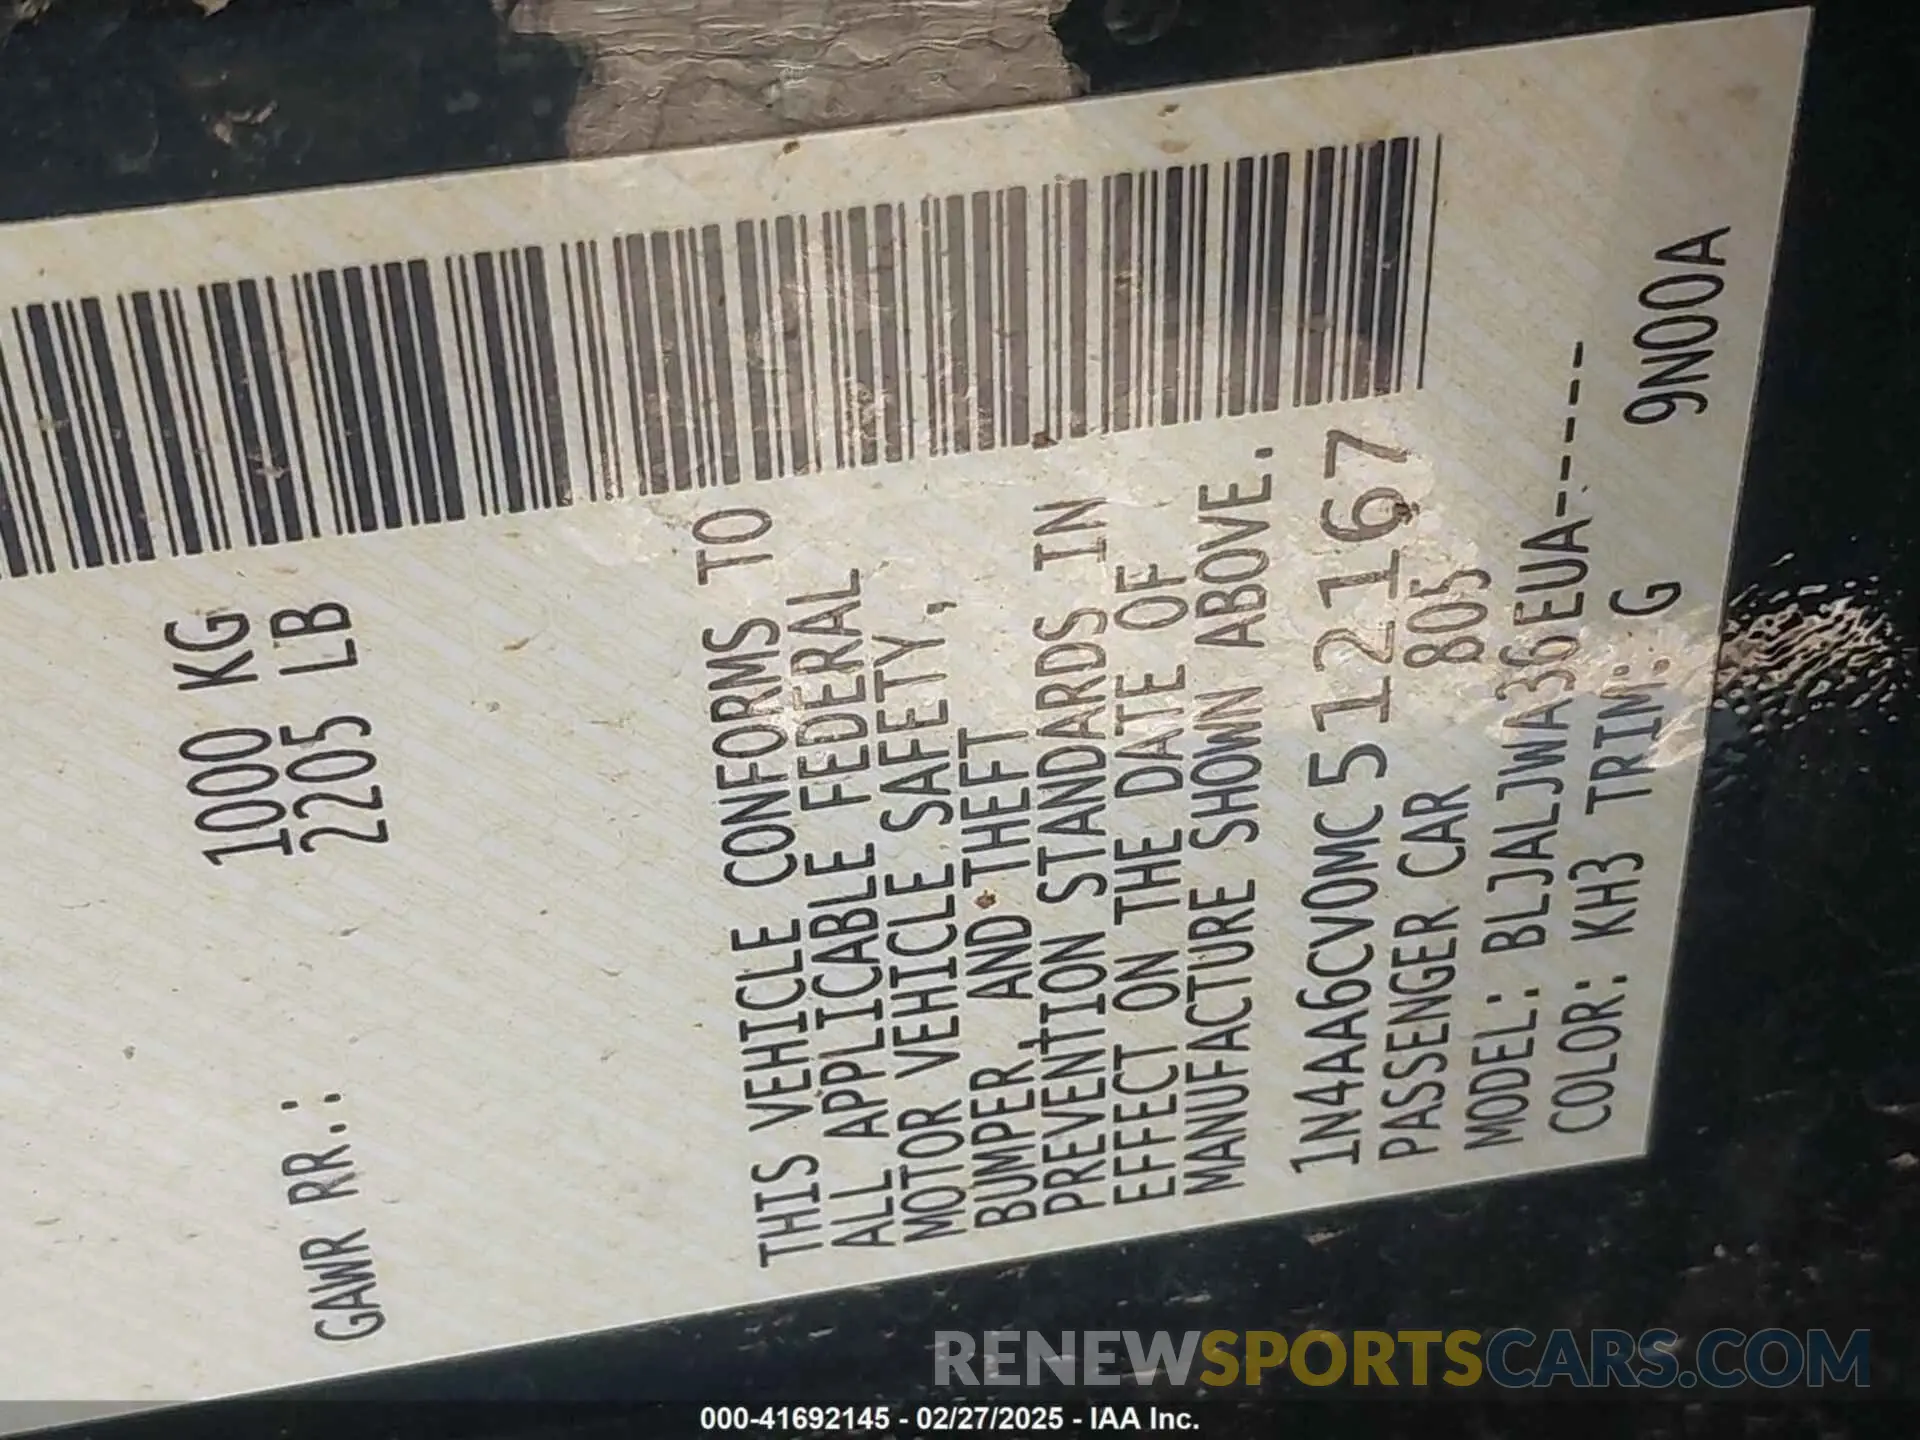 GAWR RR.: 1000 KG
2205 LB
THIS VEHICLE CONFORMS TO
ALL APPLICABLE FEDERAL
MOTOR VEHICLE SAFETY,
BUMPER, AND THEFT
PREVENTION STANDARDS IN
EFFECT ON THE DATE OF
MANUFACTURE SHOWN ABOVE.
1N4AA6CV0MC512167
PASSENGER CAR 805
MODEL: BLJALJWA36EUA-----
COLOR: KH3 TRIM: G 9N00A
RENEWSPORTSCARS.COM
000-41692145 - 02/27/2025 - IAA Inc.